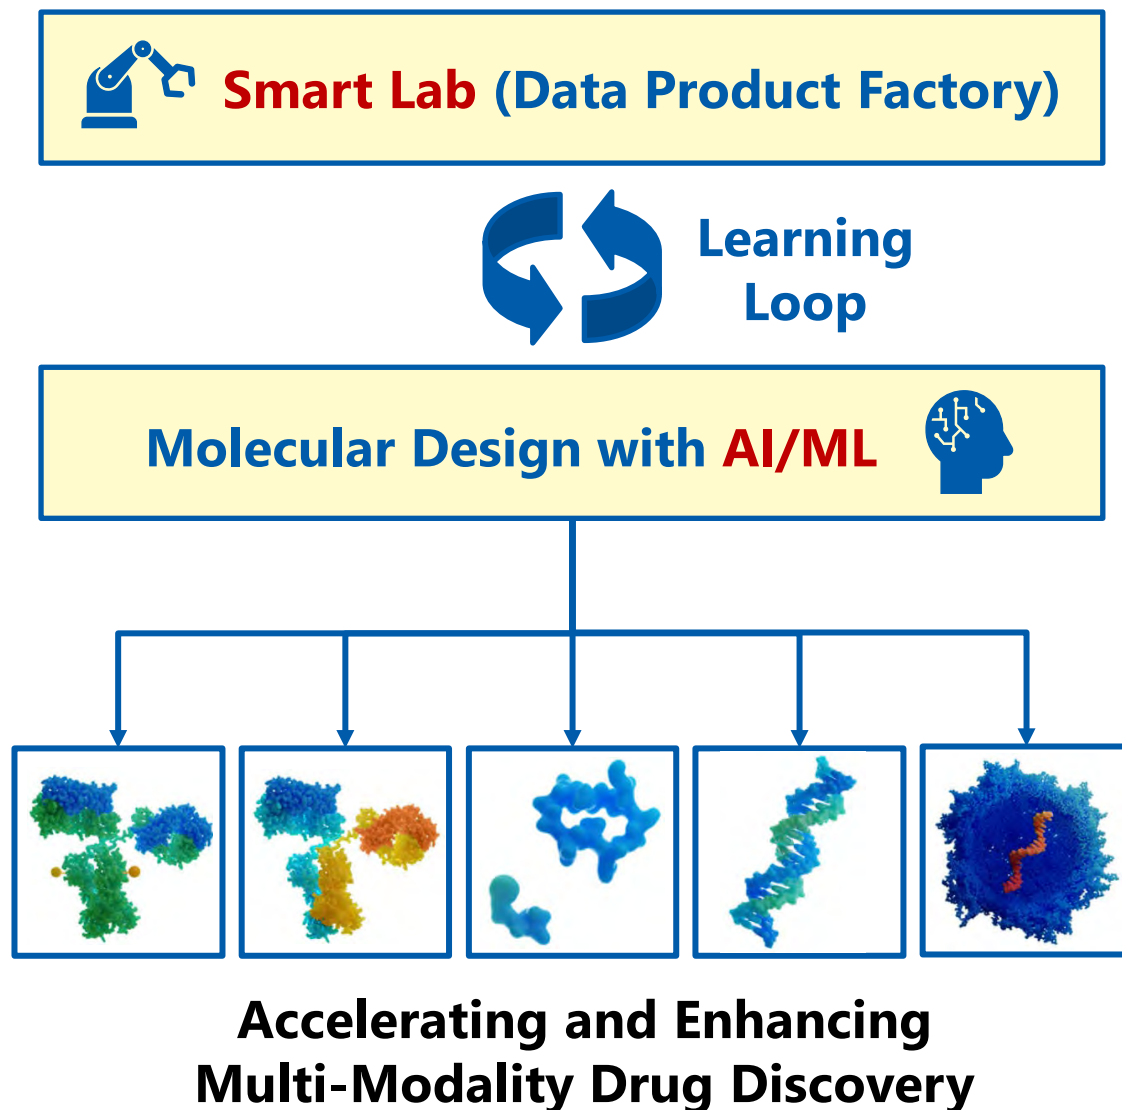 Smart Lab (Data Product Factory)
Learning
Loop
Molecular Design with AI/ML
Accelerating and Enhancing
Multi-Modality Drug Discovery